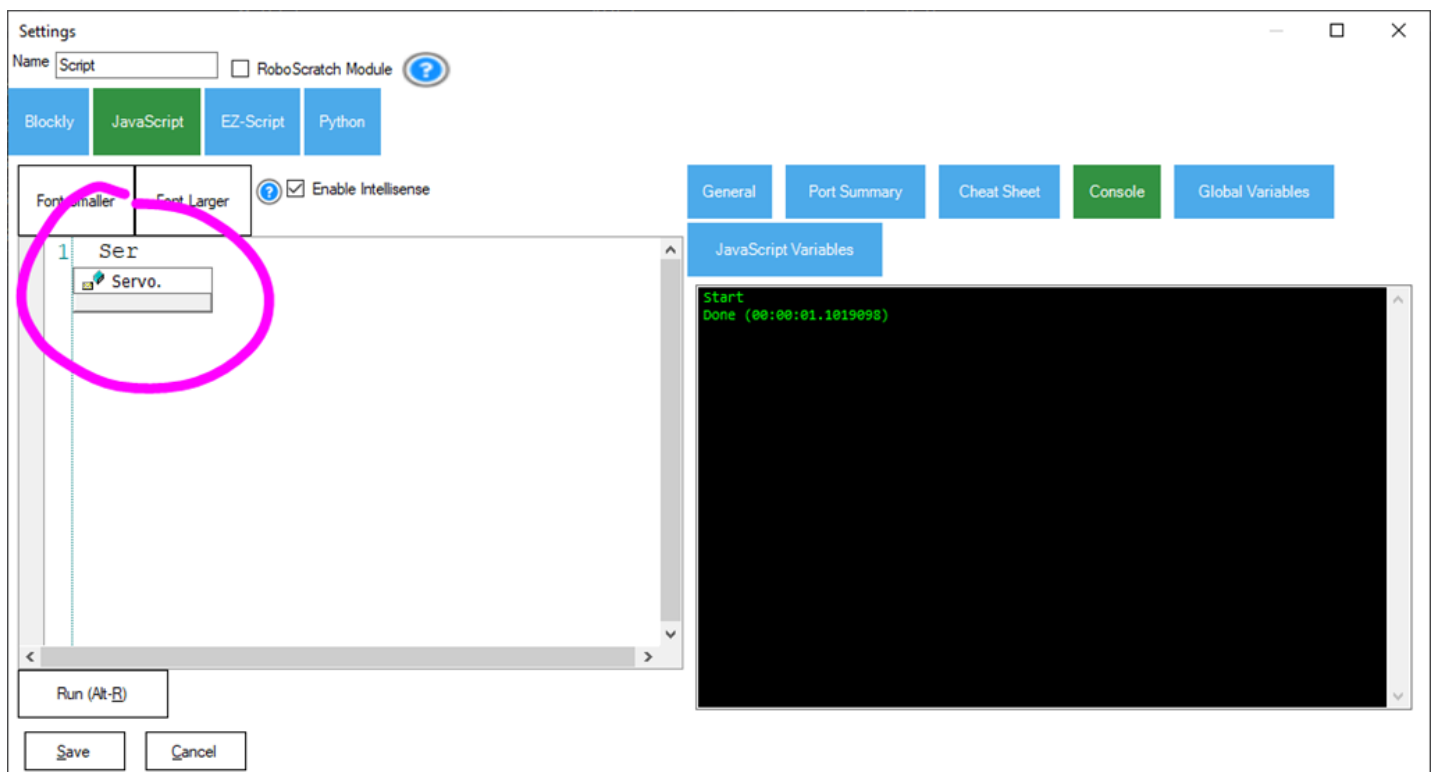 Settings
Name Script RoboScratch Module ?
Blockly JavaScript EZ-Script Python
Font Smaller Font Larger ? Enable Intellisense
1 Ser
Servo.
Run (Alt-R)
Save Cancel
General Port Summary Cheat Sheet Console Global Variables
JavaScript Variables
Start
Done (00:00:01.1019098)